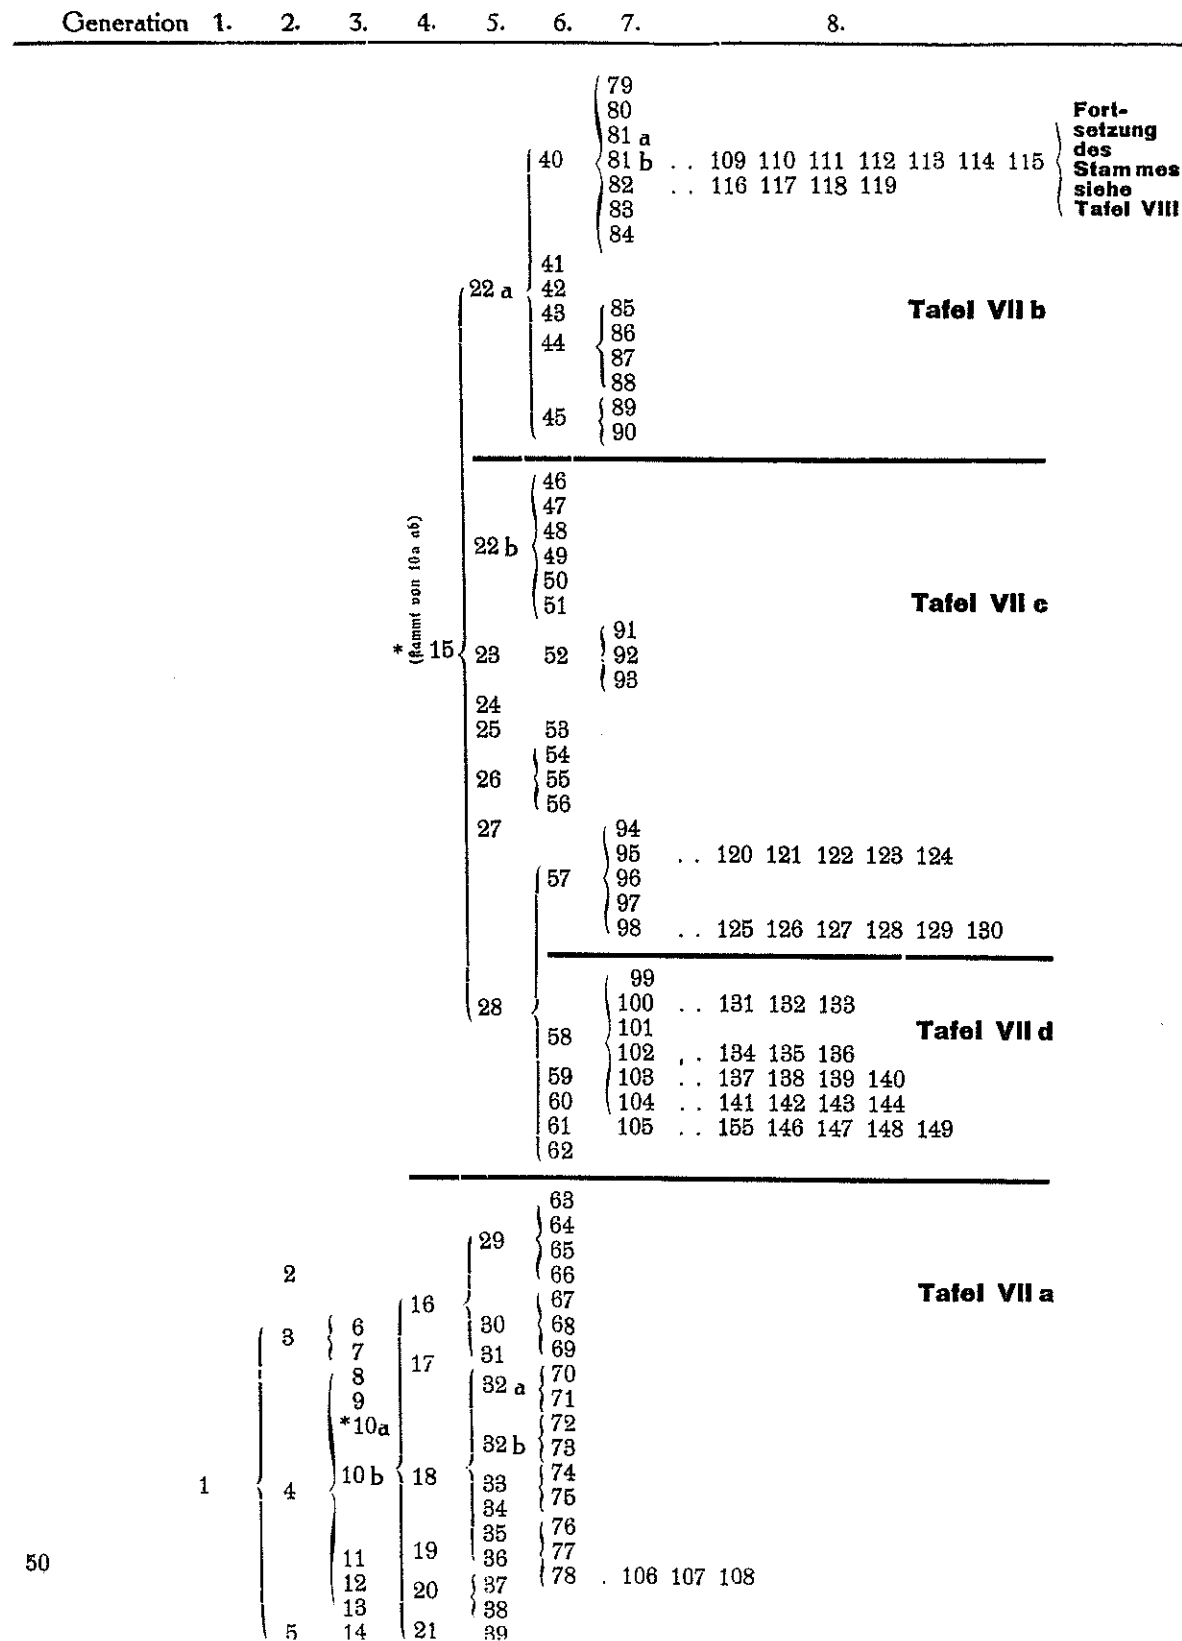 Generation 1. 2. 3. 4. 5. 6. 7. 8.
79
80
81 a
40 81 b . . 109 110 111 112 113 114 115
82 . . 116 117 118 119
83
84
Fort-
setzung
des
Stammes
siehe
Tafel VIII
41
22 a 42
43 85
Tafel VII b
86
44 87
88
45 89
90
46
47
48
22 b 49
50
51
Tafel VII c
91
* (stammt von 10a ab) 15 23 52 92
93
24
25 53
54
26 55
56
27 94
95 . . 120 121 122 123 124
57 96
97
98 . . 125 126 127 128 129 130
99
28 100 . . 131 132 133
58 101
Tafel VII d
102 . . 134 135 136
59 103 . . 137 138 139 140
60 104 . . 141 142 143 144
61 105 . . 155 146 147 148 149
62
63
64
29 65
2 66
Tafel VII a
16 67
3 6 30 68
7 17 31 69
8 32 a 70
9 71
*10a 72
32 b 73
1 4 10 b 18 33 74
34 75
35 76
11 19 36 77
12 20 37 78 . 106 107 108
13 38
5 14 21 39
50